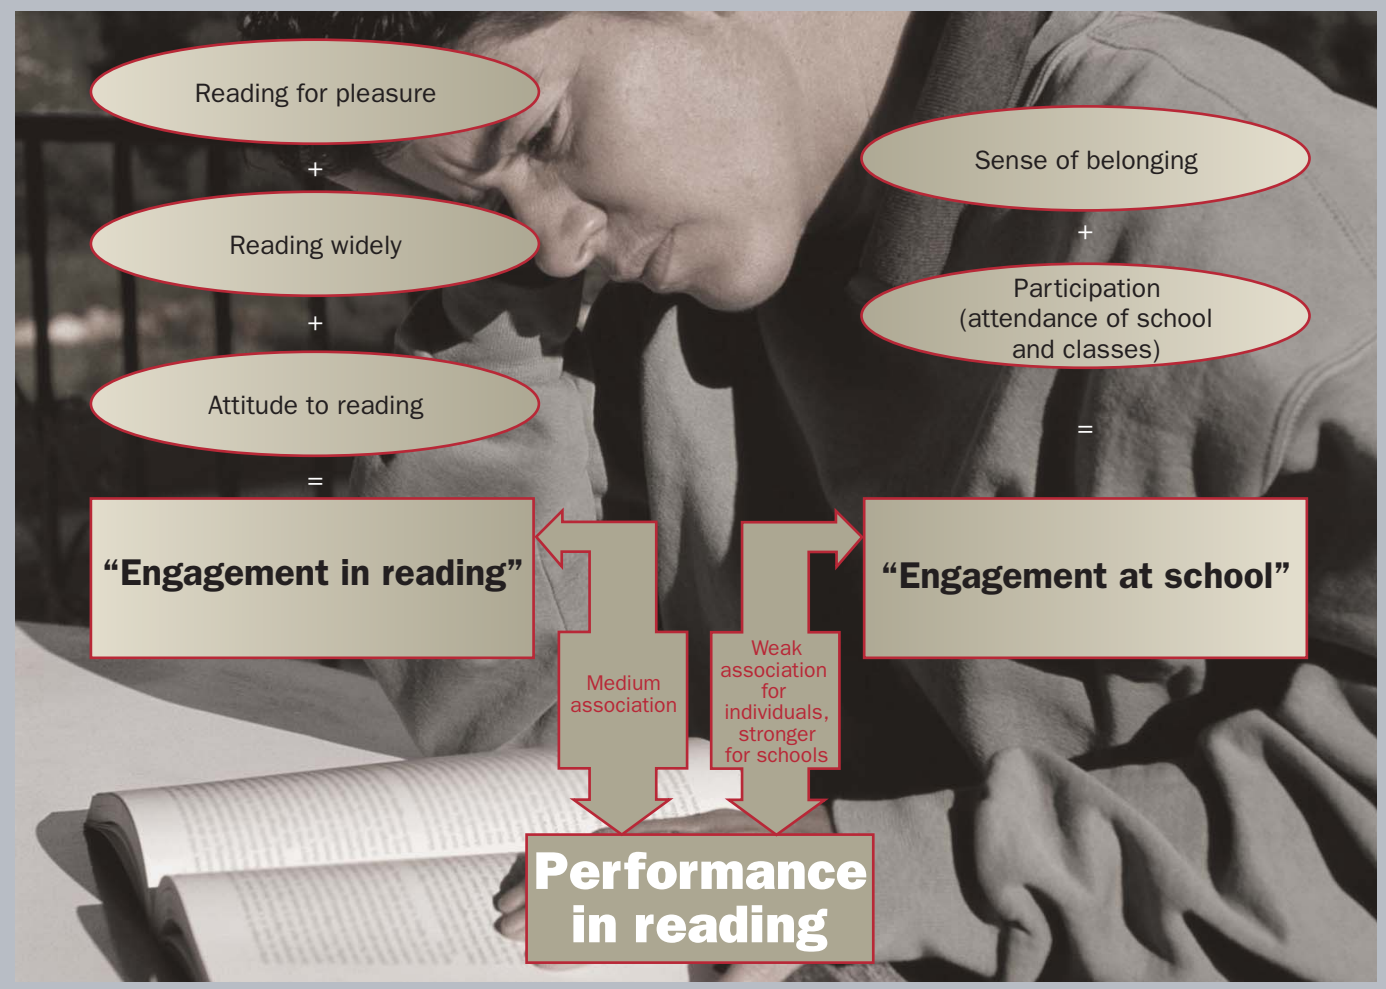 Reading for pleasure
+
Reading widely
+
Attitude to reading
=
“Engagement in reading”
Sense of belonging
+
Participation
(attendance of school
and classes)
=
“Engagement at school”
Medium
association
Weak
association
for
individuals,
stronger
for schools
Performance
in reading